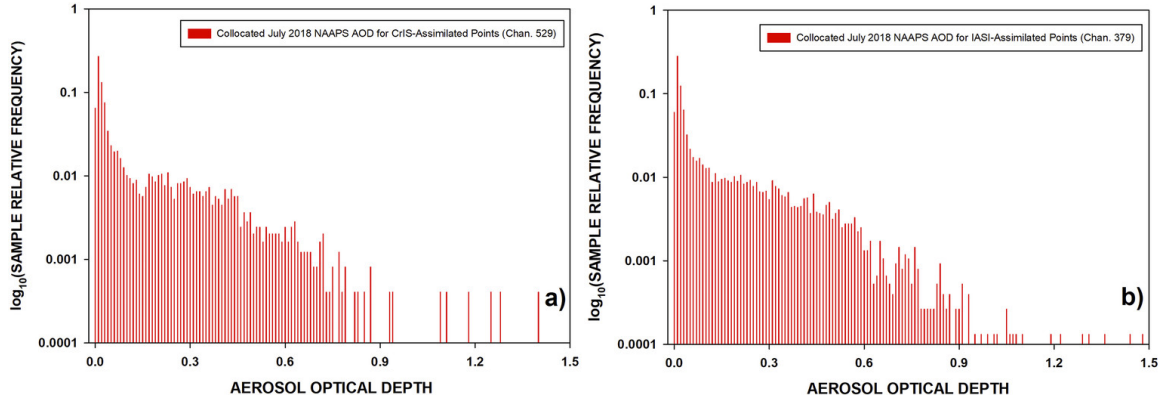 Collocated July 2018 NAAPS AOD for CrIS-Assimilated Points (Chan. 529)
log10(SAMPLE RELATIVE FREQUENCY)
0.1
0.01
0.001
0.0001
a)
0.0 0.3 0.6 0.9 1.2 1.5
AEROSOL OPTICAL DEPTH
Collocated July 2018 NAAPS AOD for IASI-Assimilated Points (Chan. 379)
log10(SAMPLE RELATIVE FREQUENCY)
0.1
0.01
0.001
0.0001
b)
0.0 0.3 0.6 0.9 1.2 1.5
AEROSOL OPTICAL DEPTH